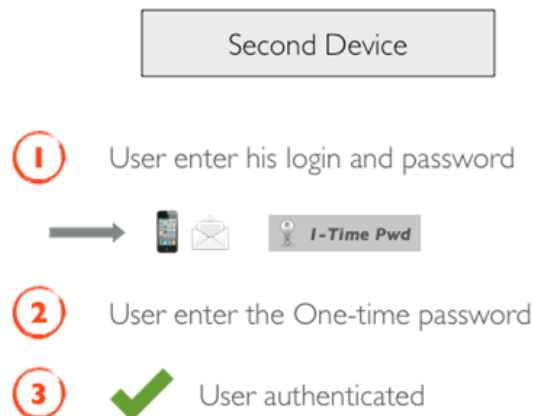 Second Device
1 User enter his login and password
1-Time Pwd
2 User enter the One-time password
3 User authenticated